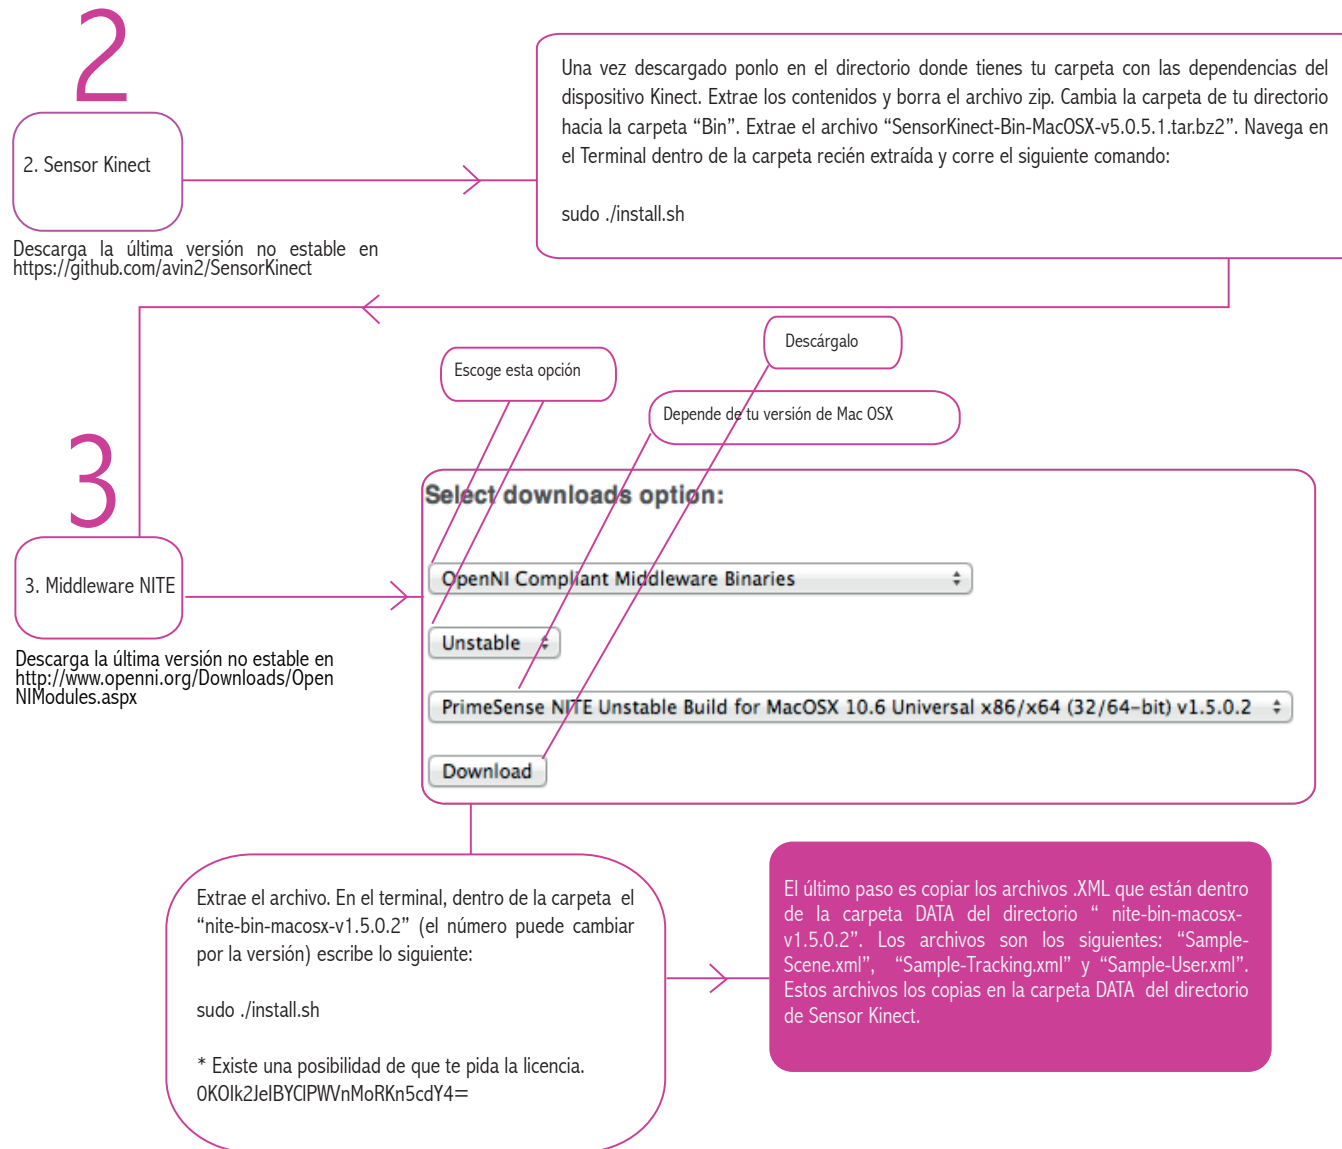 2
2. Sensor Kinect
Descarga la última versión no estable en
https://github.com/avin2/SensorKinect
Una vez descargado ponlo en el directorio donde tienes tu carpeta con las dependencias del
dispositivo Kinect. Extrae los contenidos y borra el archivo zip. Cambia la carpeta de tu directorio
hacia la carpeta “Bin”. Extrae el archivo “SensorKinect-Bin-MacOSX-v5.0.5.1.tar.bz2”. Navega en
el Terminal dentro de la carpeta recién extraída y corre el siguiente comando:
sudo ./install.sh
Descárgalo
Escoge esta opción
Depende de tu versión de Mac OSX
3
3. Middleware NITE
Descarga la última versión no estable en
http://www.openni.org/Downloads/Open
NIModules.aspx
Select downloads option:
OpenNI Compliant Middleware Binaries
Unstable
PrimeSense NITE Unstable Build for MacOSX 10.6 Universal x86/x64 (32/64-bit) v1.5.0.2
Download
Extrae el archivo. En el terminal, dentro de la carpeta el
“nite-bin-macosx-v1.5.0.2” (el número puede cambiar
por la versión) escribe lo siguiente:
sudo ./install.sh
* Existe una posibilidad de que te pida la licencia.
0KOIk2JeIBYClPWVnMoRKn5cdY4=
El último paso es copiar los archivos .XML que están dentro
de la carpeta DATA del directorio “ nite-bin-macosx-
v1.5.0.2”. Los archivos son los siguientes: “Sample-
Scene.xml”, “Sample-Tracking.xml” y “Sample-User.xml”.
Estos archivos los copias en la carpeta DATA del directorio
de Sensor Kinect.